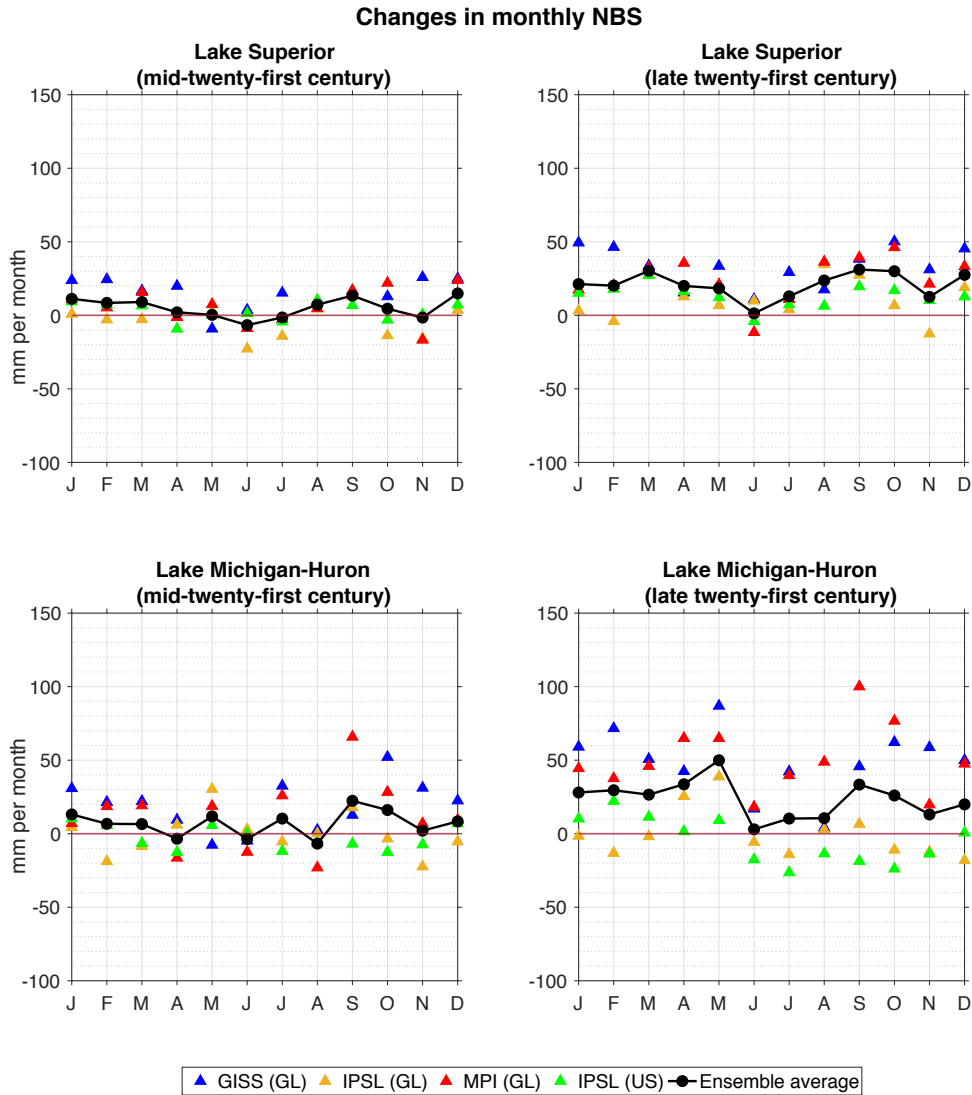 Changes in monthly NBS
Lake Superior
(mid-twenty-first century)
150
100
50
0
-50
-100
mm per month
J F M A M J J A S O N D
Lake Superior
(late twenty-first century)
150
100
50
0
-50
-100
J F M A M J J A S O N D
Lake Michigan-Huron
(mid-twenty-first century)
150
100
50
0
-50
-100
mm per month
J F M A M J J A S O N D
Lake Michigan-Huron
(late twenty-first century)
150
100
50
0
-50
-100
J F M A M J J A S O N D
GISS (GL) IPSL (GL) MPI (GL) IPSL (US) Ensemble average